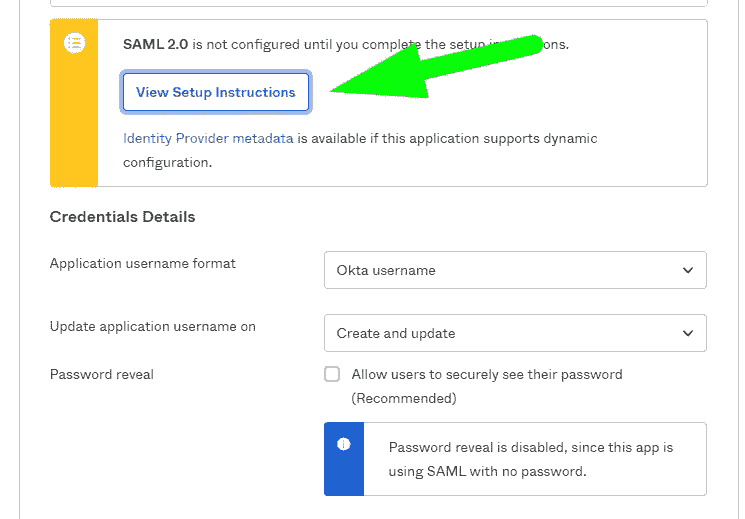 SAML 2.0 is not configured until you complete the setup ons.
View Setup Instructions
Identity Provider metadata is available if this application supports dynamic
configuration.
Credentials Details
Application username format
Okta username
Update application username on
Create and update
Password reveal
Allow users to securely see their password
(Recommended)
Password reveal is disabled, since this app is
using SAML with no password.